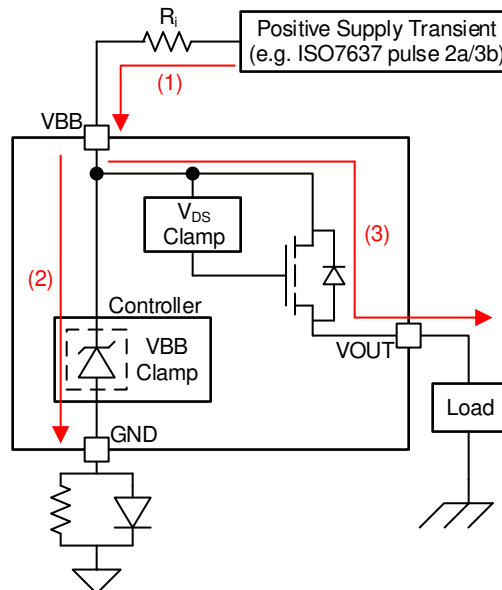 Ri
Positive Supply Transient
(e.g. ISO7637 pulse 2a/3b)
(1)
VBB
VDS
Clamp
(3)
(2)
Controller
VBB
Clamp
VOUT
GND
Load